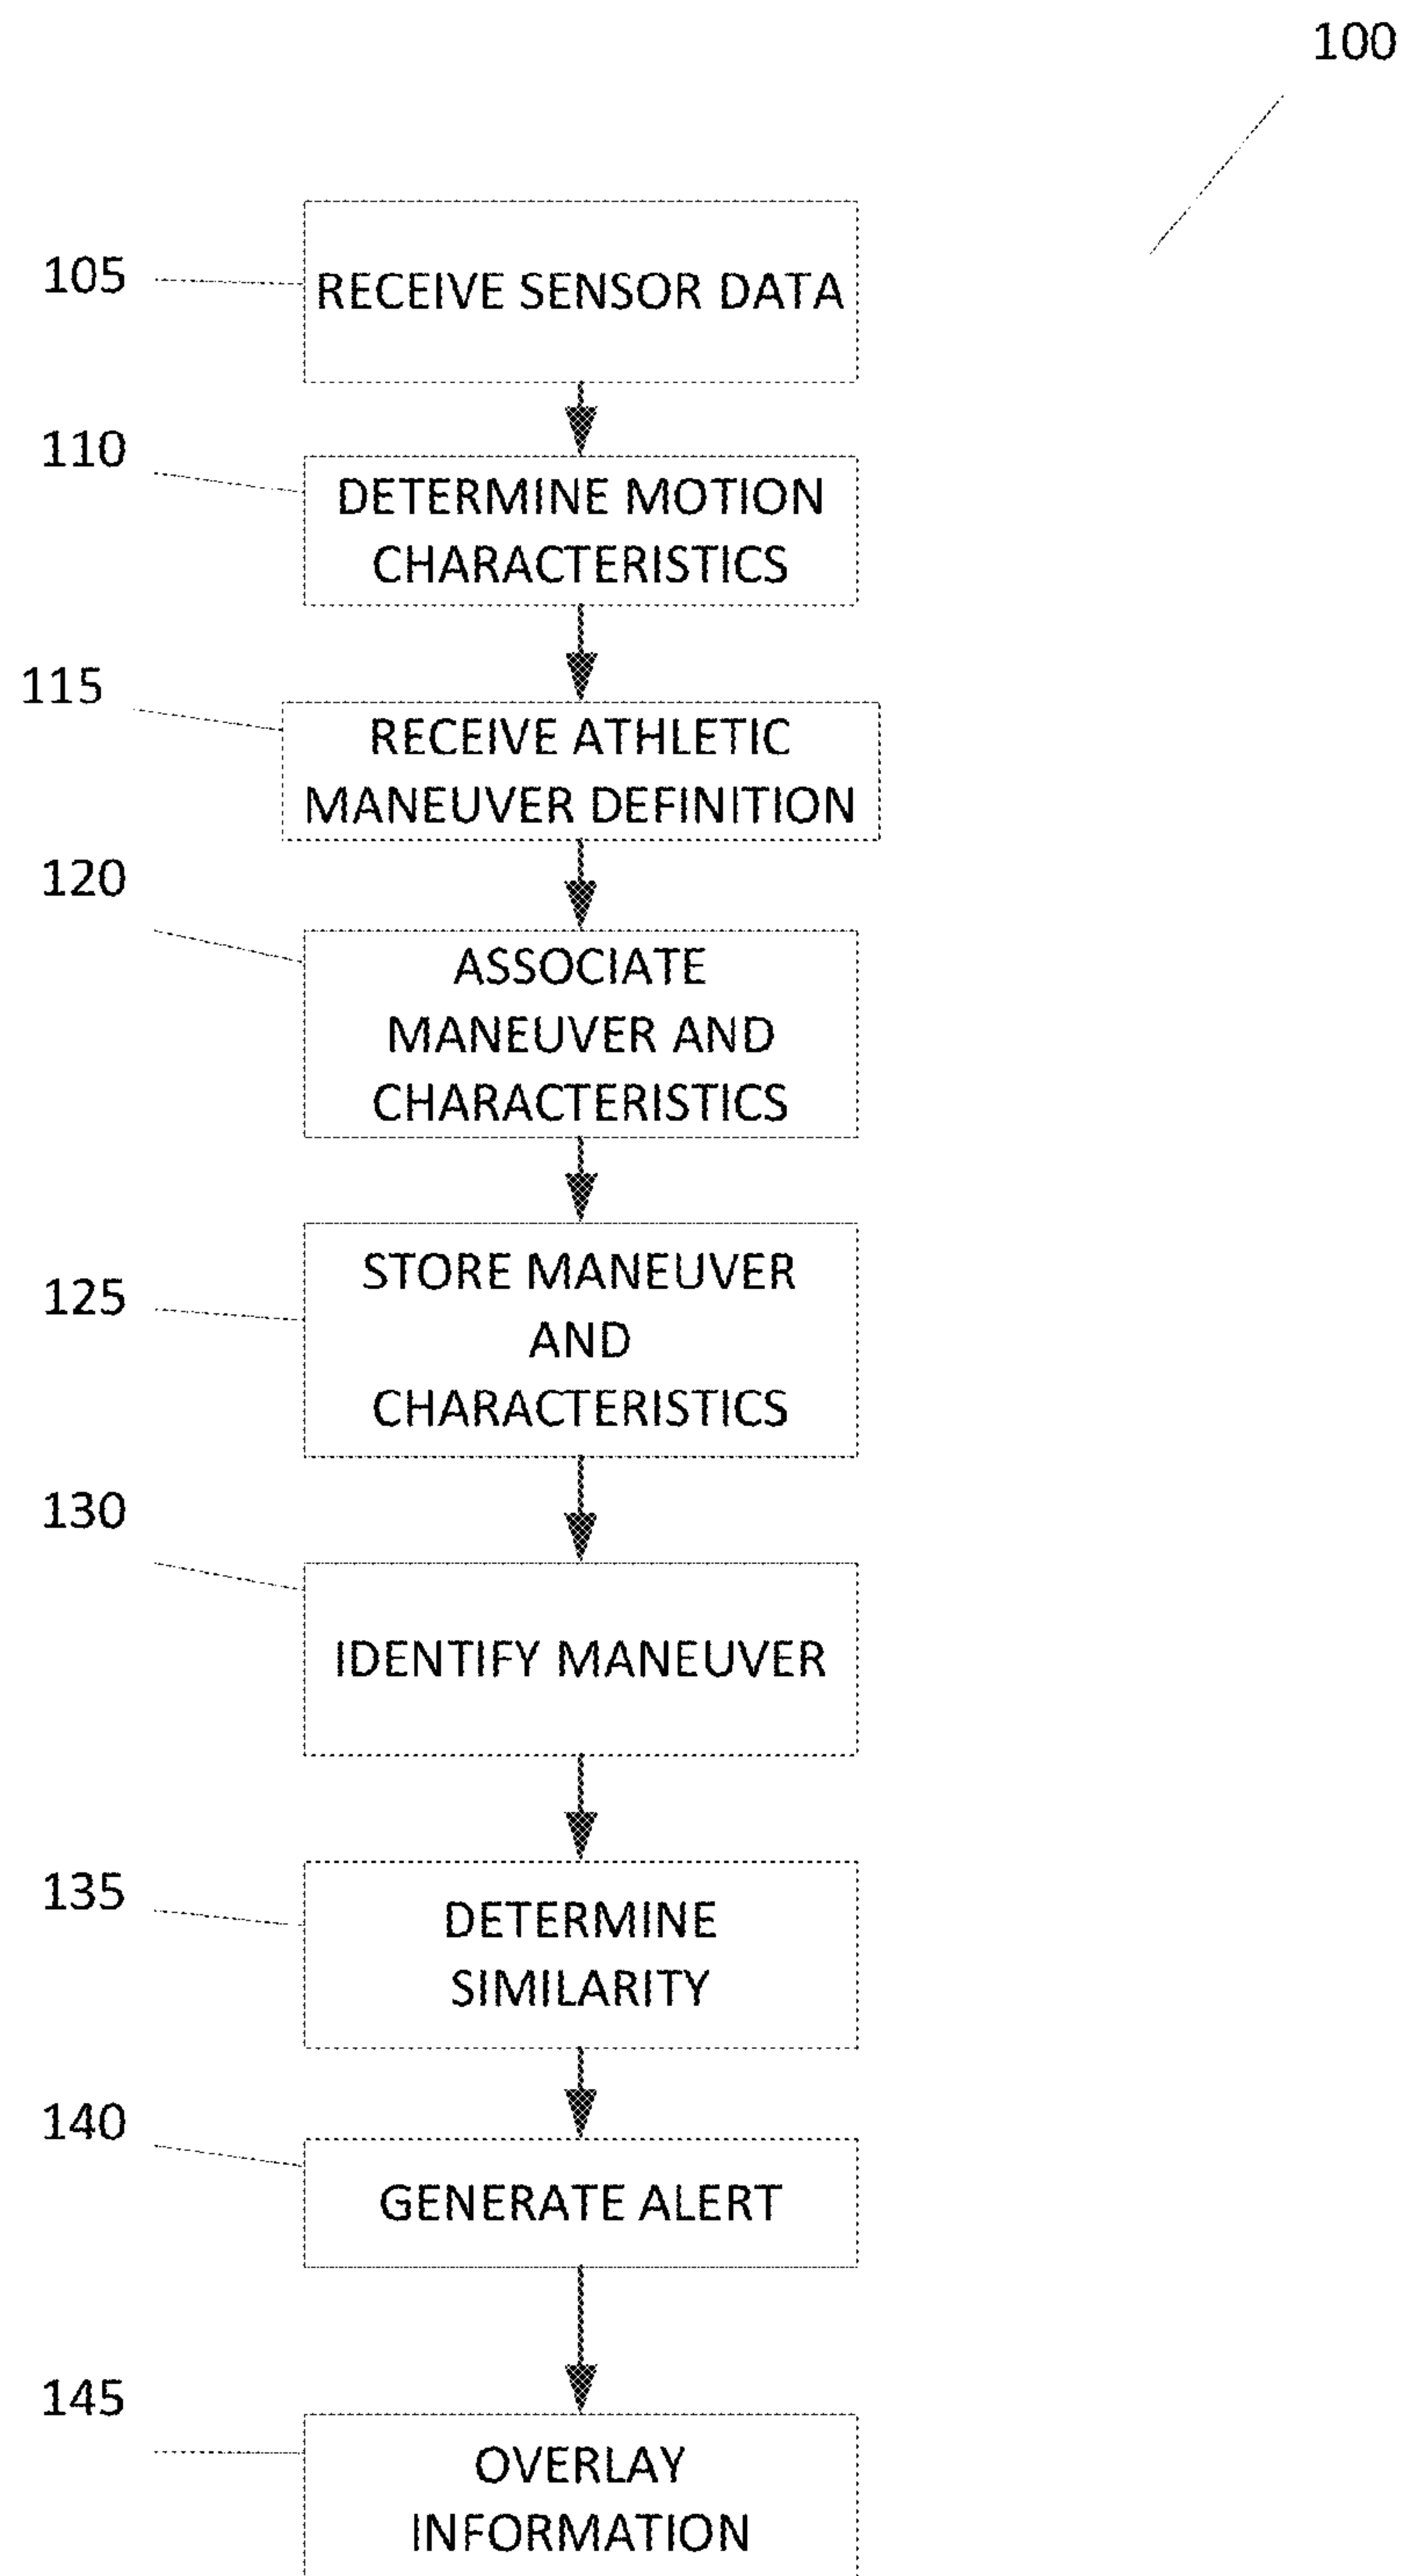 100
105
RECEIVE SENSOR DATA
110
DETERMINE MOTION
CHARACTERISTICS
115
RECEIVE ATHLETIC
MANEUVER DEFINITION
120
ASSOCIATE
MANEUVER AND
CHARACTERISTICS
125
STORE MANEUVER
AND
CHARACTERISTICS
130
IDENTIFY MANEUVER
135
DETERMINE
SIMILARITY
140
GENERATE ALERT
145
OVERLAY
INFORMATION